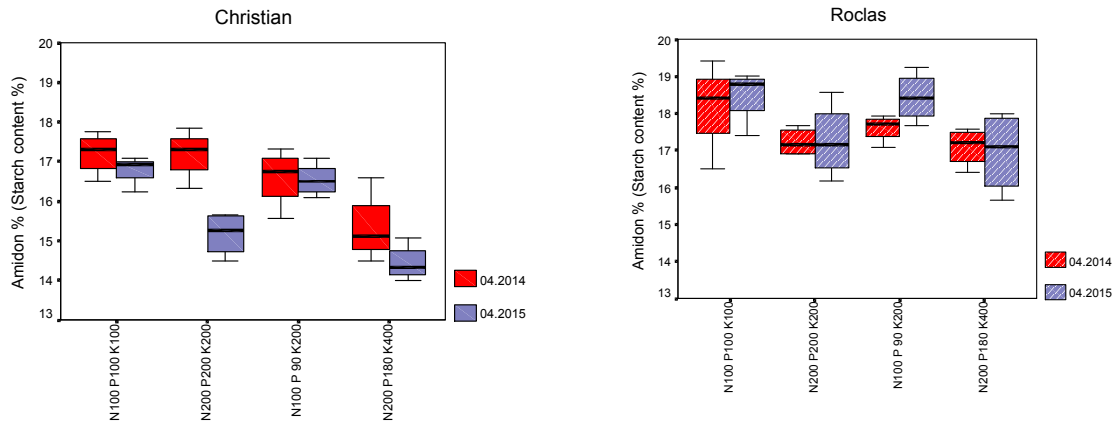 Christian
Amidon % (Starch content %)
20
19
18
17
16
15
14
13
N100 P100 K100
N200 P200 K200
N100 P 90 K200
N200 P180 K400
04.2014
04.2015
Roclas
Amidon % (Starch content %)
20
19
18
17
16
15
14
13
N100 P100 K100
N200 P200 K200
N100 P 90 K200
N200 P180 K400
04.2014
04.2015